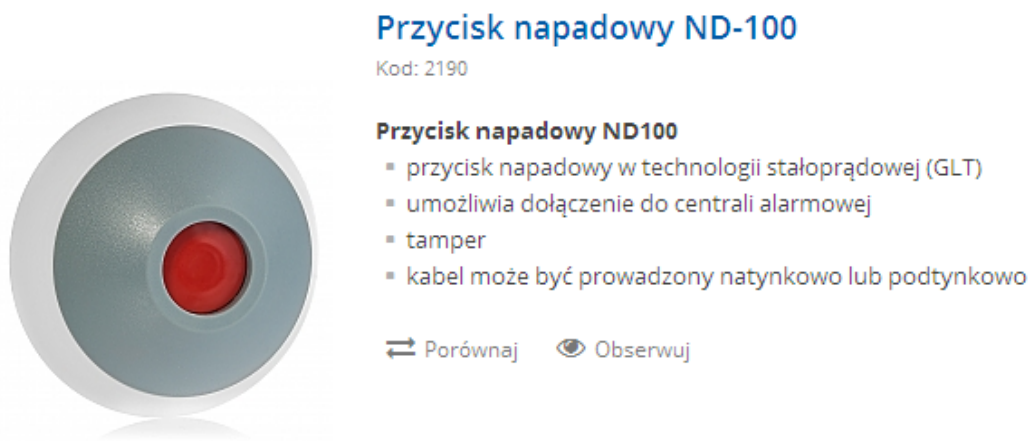 Przycisk napadowy ND-100
Kod: 2190
Przycisk napadowy ND100
przycisk napadowy w technologii stałoprądowej (GLT)
umożliwia dołączenie do centrali alarmowej
tamper
kabel może być prowadzony natynkowo lub podtynkowo
Porównaj Obserwuj